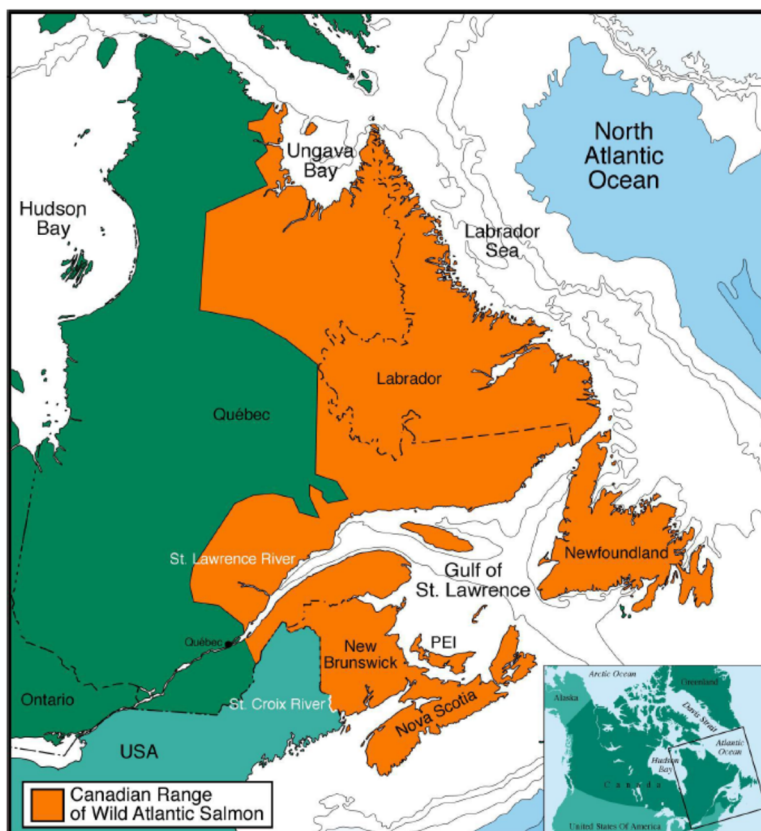 North
Atlantic
Ocean
Ungava
Bay
Hudson
Bay
Labrador
Sea
Labrador
Québec
St. Lawrence River
Newfoundland
Gulf of
St. Lawrence
Québec
New
Brunswick
PEI
Ontario
St. Croix River
Nova Scotia
USA
Canadian Range
of Wild Atlantic Salmon
Arctic Ocean
Alaska
Greenland
Davis Strait
Atlantic
Ocean
Hudson
Bay
Canada
United States Of America